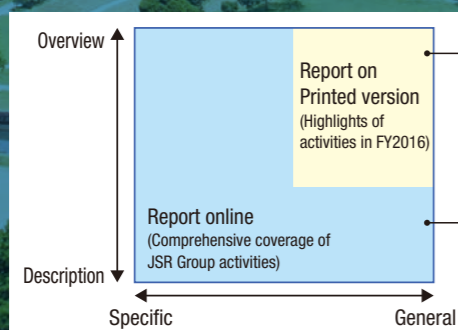 Overview
Report on
Printed version
(Highlights of
activities in FY2016)
Report online
(Comprehensive coverage of
JSR Group activities)
Description
Specific
General